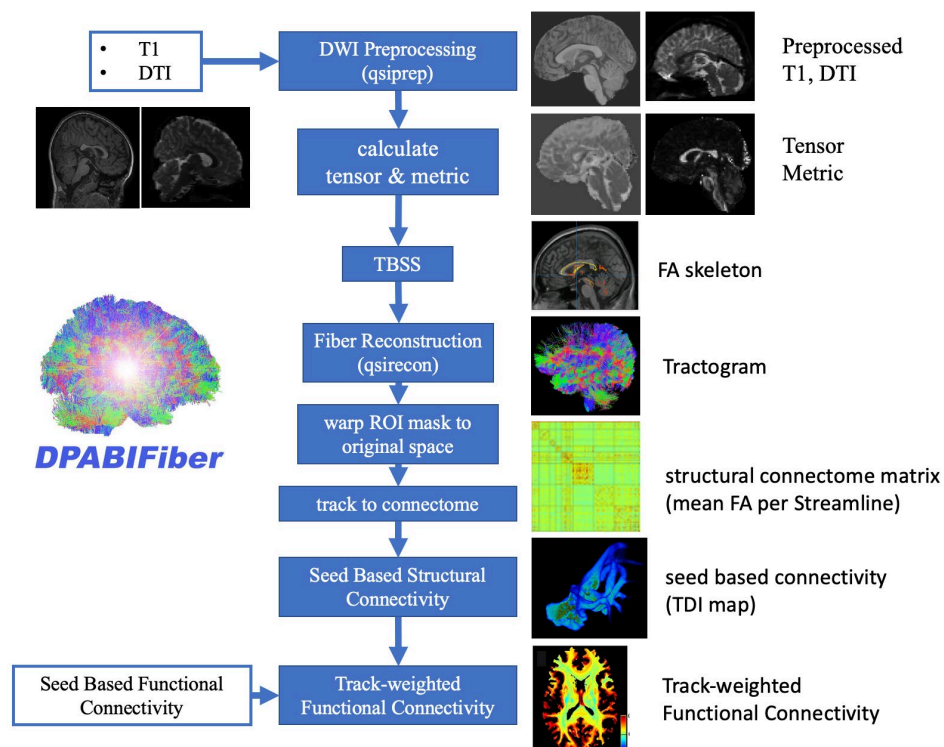 • T1
• DTI
DWI Preprocessing
(qsiprep)
Preprocessed
T1, DTI
calculate
tensor & metric
Tensor
Metric
TBSS
FA skeleton
Fiber Reconstruction
(qsirecon)
Tractogram
DPABIFiber
warp ROI mask to
original space
structural connectome matrix
(mean FA per Streamline)
track to connectome
Seed Based Structural
Connectivity
seed based connectivity
(TDI map)
Seed Based Functional
Connectivity
Track-weighted
Functional Connectivity
Track-weighted
Functional Connectivity